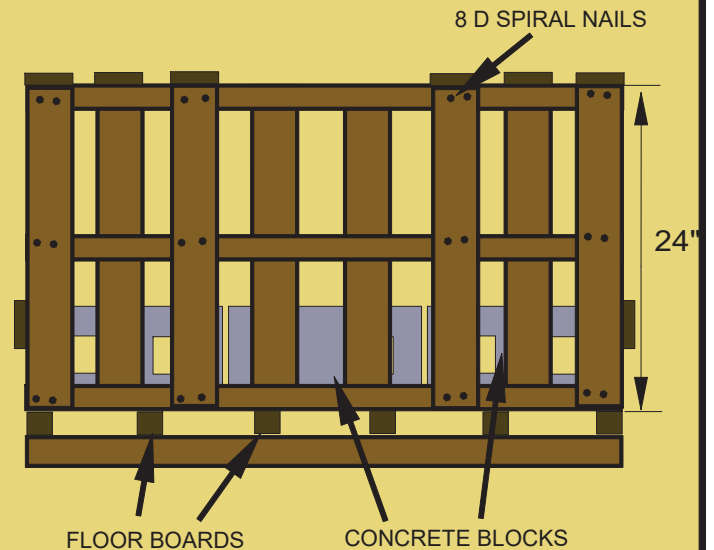 8 D SPIRAL NAILS
24"
FLOOR BOARDS
CONCRETE BLOCKS